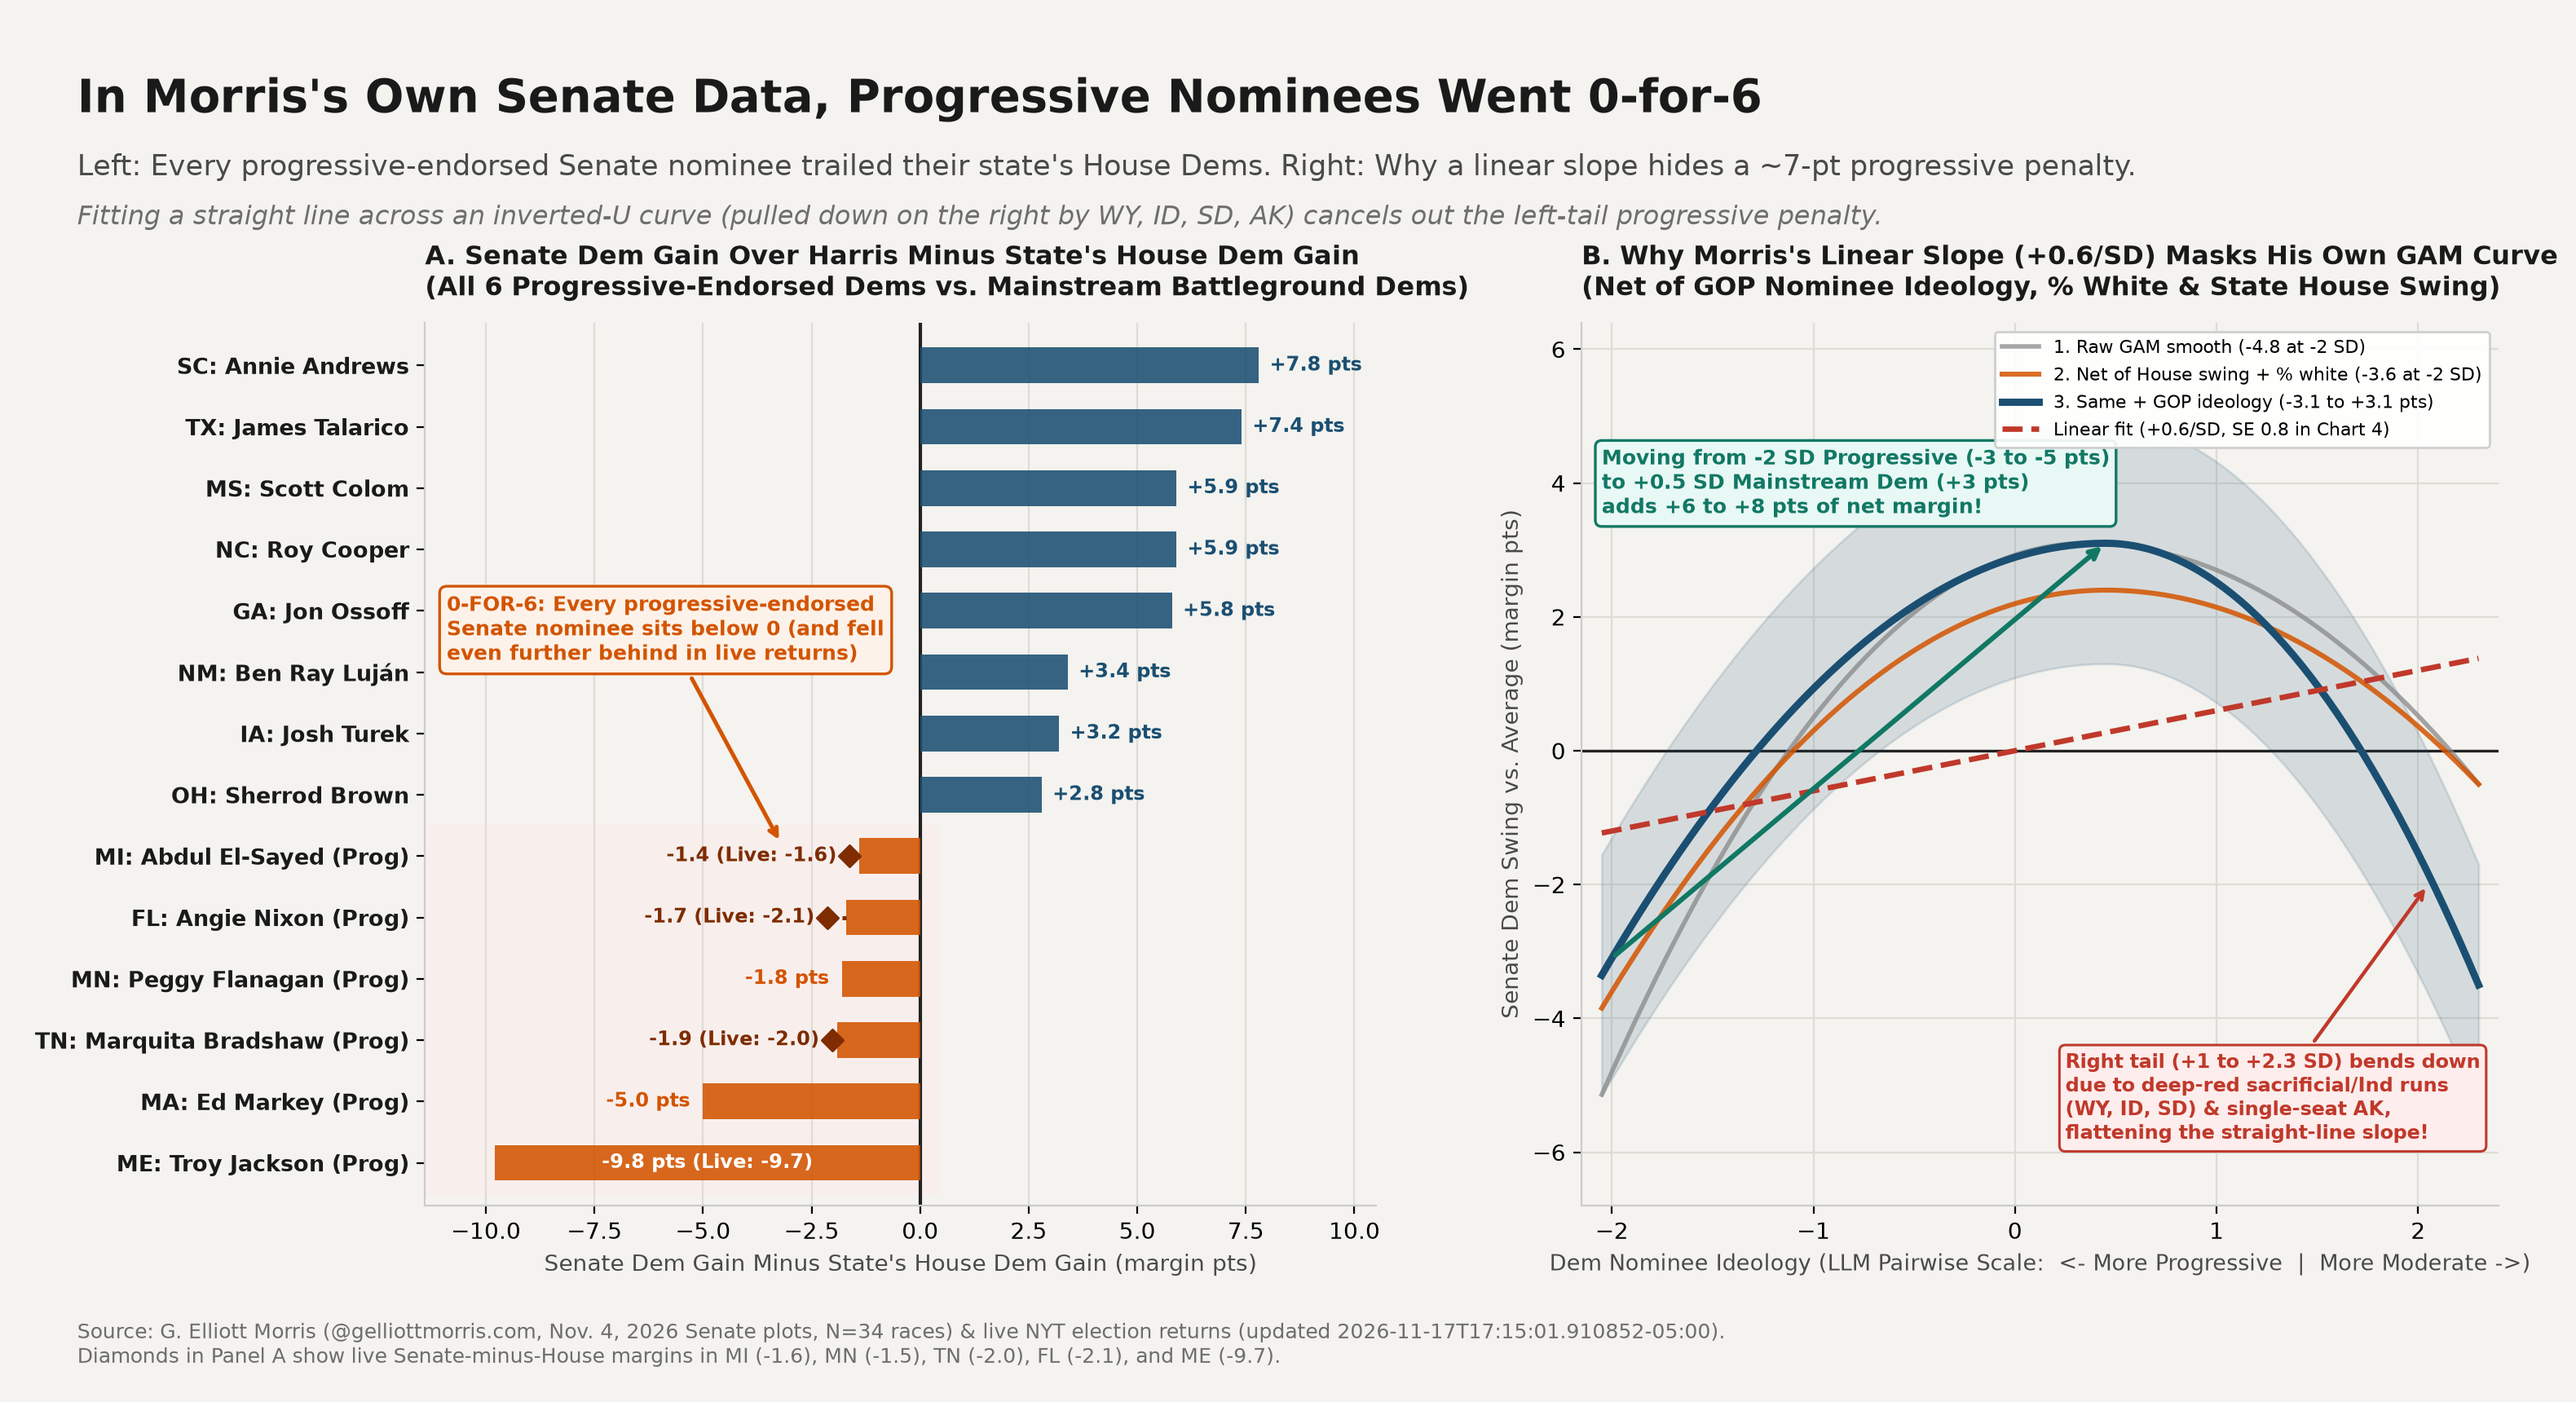 In Morris's Own Senate Data, Progressive Nominees Went 0-for-6
Left: Every progressive-endorsed Senate nominee trailed their state's House Dems. Right: Why a linear slope hides a ~7-pt progressive penalty.
Fitting a straight line across an inverted-U curve (pulled down on the right by WY, ID, SD, AK) cancels out the left-tail progressive penalty.
A. Senate Dem Gain Over Harris Minus State's House Dem Gain
(All 6 Progressive-Endorsed Dems vs. Mainstream Battleground Dems)
SC: Annie Andrews
+7.8 pts
TX: James Talarico
+7.4 pts
MS: Scott Colom
+5.9 pts
NC: Roy Cooper
+5.9 pts
GA: Jon Ossoff
+5.8 pts
NM: Ben Ray Luján
+3.4 pts
IA: Josh Turek
+3.2 pts
OH: Sherrod Brown
+2.8 pts
MI: Abdul El-Sayed (Prog)
-1.4 (Live: -1.6)
FL: Angie Nixon (Prog)
-1.7 (Live: -2.1)
MN: Peggy Flanagan (Prog)
-1.8 pts
TN: Marquita Bradshaw (Prog)
-1.9 (Live: -2.0)
MA: Ed Markey (Prog)
-5.0 pts
ME: Troy Jackson (Prog)
-9.8 pts (Live: -9.7)
0-FOR-6: Every progressive-endorsed
Senate nominee sits below 0 (and fell
even further behind in live returns)
−10.0 −7.5 −5.0 −2.5 0.0 2.5 5.0 7.5 10.0
Senate Dem Gain Minus State's House Dem Gain (margin pts)
B. Why Morris's Linear Slope (+0.6/SD) Masks His Own GAM Curve
(Net of GOP Nominee Ideology, % White & State House Swing)
1. Raw GAM smooth (-4.8 at -2 SD)
2. Net of House swing + % white (-3.6 at -2 SD)
3. Same + GOP ideology (-3.1 to +3.1 pts)
Linear fit (+0.6/SD, SE 0.8 in Chart 4)
Moving from -2 SD Progressive (-3 to -5 pts)
to +0.5 SD Mainstream Dem (+3 pts)
adds +6 to +8 pts of net margin!
Right tail (+1 to +2.3 SD) bends down
due to deep-red sacrificial/Ind runs
(WY, ID, SD) & single-seat AK,
flattening the straight-line slope!
Senate Dem Swing vs. Average (margin pts)
6
4
2
0
−2
−4
−6
−2 −1 0 1 2
Dem Nominee Ideology (LLM Pairwise Scale:  <- More Progressive  |  More Moderate ->)
Source: G. Elliott Morris (@gelliottmorris.com, Nov. 4, 2026 Senate plots, N=34 races) & live NYT election returns (updated 2026-11-17T17:15:01.910852-05:00).
Diamonds in Panel A show live Senate-minus-House margins in MI (-1.6), MN (-1.5), TN (-2.0), FL (-2.1), and ME (-9.7).